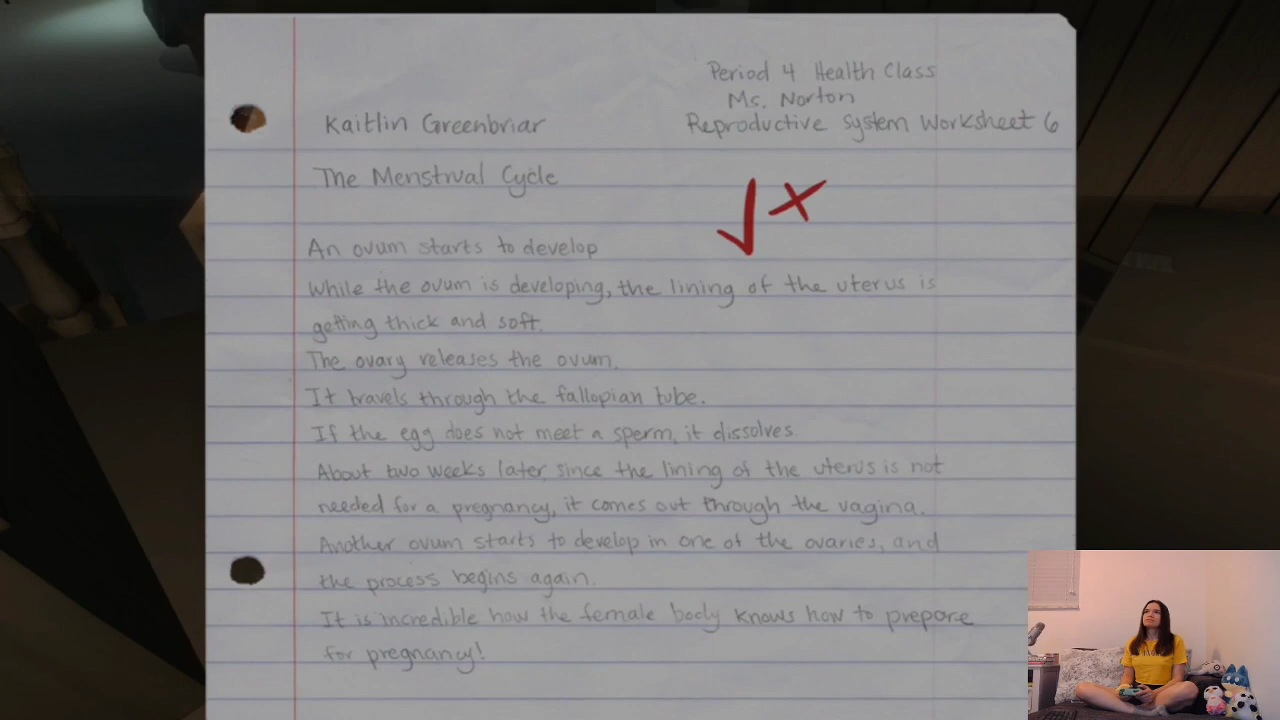 Period 4 Health Class
Ms. Norton
Kaitlin Greenbriar
Reproductive System Worksheet 6
The Menstrual Cycle
An ovum starts to develop
While the ovum is developing, the lining of the uterus is
getting thick and soft.
The ovary releases the ovum.
It travels through the fallopian tube.
If the egg does not meet a sperm, it dissolves.
About two weeks later, since the lining of the uterus is not
needed for a pregnancy, it comes out through the vagina.
Another ovum starts to develop in one of the ovaries, and
the process begins again.
It is incredible how the female body knows how to prepare
for pregnancy!